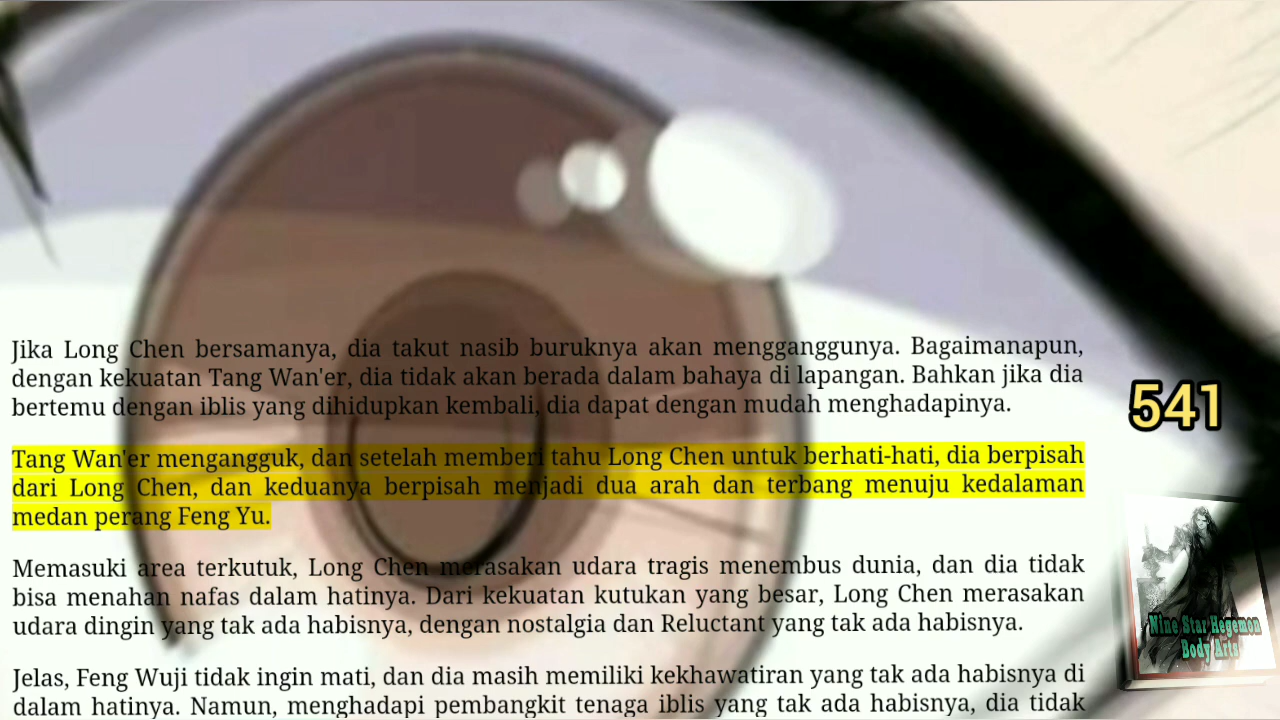 Jika Long Chen bersamanya, dia takut nasib buruknya akan mengganggunya. Bagaimanapun,
dengan kekuatan Tang Wan'er, dia tidak akan berada dalam bahaya di lapangan. Bahkan jika dia
bertemu dengan iblis yang dihidupkan kembali, dia dapat dengan mudah menghadapinya.
Tang Wan'er mengangguk, dan setelah memberi tahu Long Chen untuk berhati-hati, dia berpisah
dari Long Chen, dan keduanya berpisah menjadi dua arah dan terbang menuju kedalaman
medan perang Feng Yu.
Memasuki area terkutuk, Long Chen merasakan udara tragis menembus dunia, dan dia tidak
bisa menahan nafas dalam hatinya. Dari kekuatan kutukan yang besar, Long Chen merasakan
udara dingin yang tak ada habisnya, dengan nostalgia dan Reluctant yang tak ada habisnya.
Jelas, Feng Wuji tidak ingin mati, dan dia masih memiliki kekhawatiran yang tak ada habisnya di
dalam hatinya. Namun, menghadapi pembangkit tenaga iblis yang tak ada habisnya, dia tidak
541
Nine Star Hegemon
Body Arts